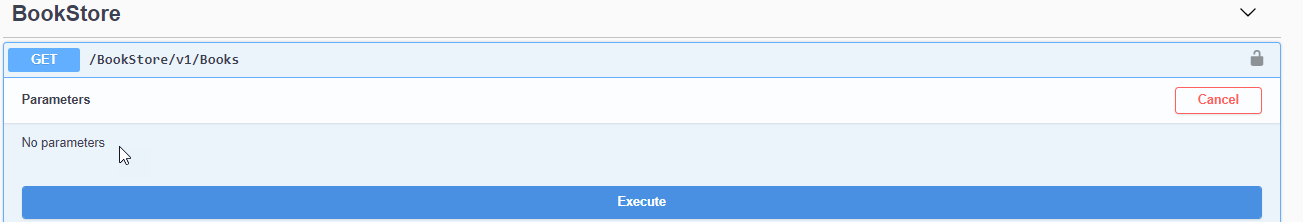 BookStore
GET /BookStore/v1/Books
Parameters Cancel
No parameters
Execute